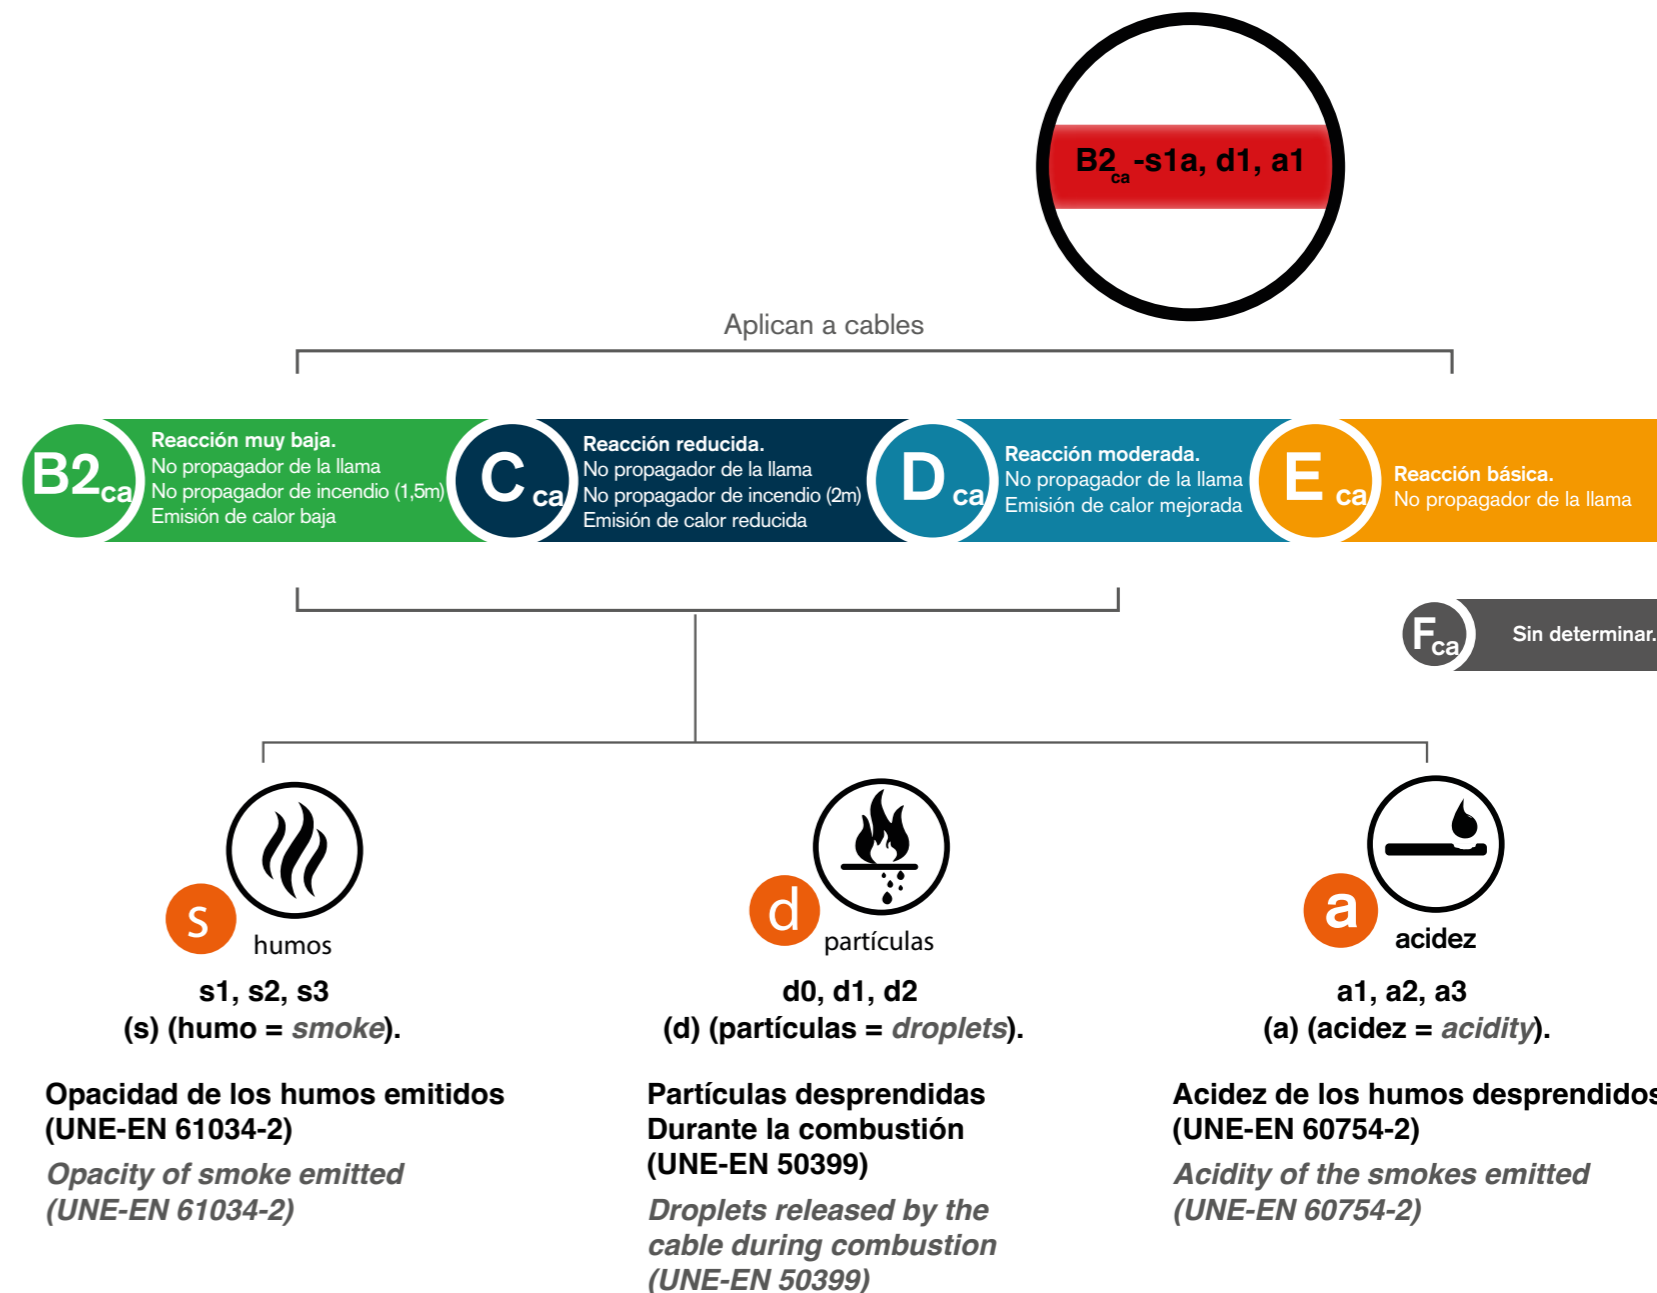 B2ca-s1a, d1, a1
Aplican a cables
B2ca
Reacción muy baja.
No propagador de la llama
No propagador de incendio (1,5m)
Emisión de calor baja
Cca
Reacción reducida.
No propagador de la llama
No propagador de incendio (2m)
Emisión de calor reducida
Dca
Reacción moderada.
No propagador de la llama
Emisión de calor mejorada
Eca
Reacción básica.
No propagador de la llama
Fca
Sin determinar.
s
humos
s1, s2, s3
(s) (humo = smoke).
Opacidad de los humos emitidos
(UNE-EN 61034-2)
Opacity of smoke emitted
(UNE-EN 61034-2)
d
partículas
d0, d1, d2
(d) (partículas = droplets).
Partículas desprendidas
Durante la combustión
(UNE-EN 50399)
Droplets released by the
cable during combustion
(UNE-EN 50399)
a
acidez
a1, a2, a3
(a) (acidez = acidity).
Acidez de los humos desprendidos
(UNE-EN 60754-2)
Acidity of the smokes emitted
(UNE-EN 60754-2)